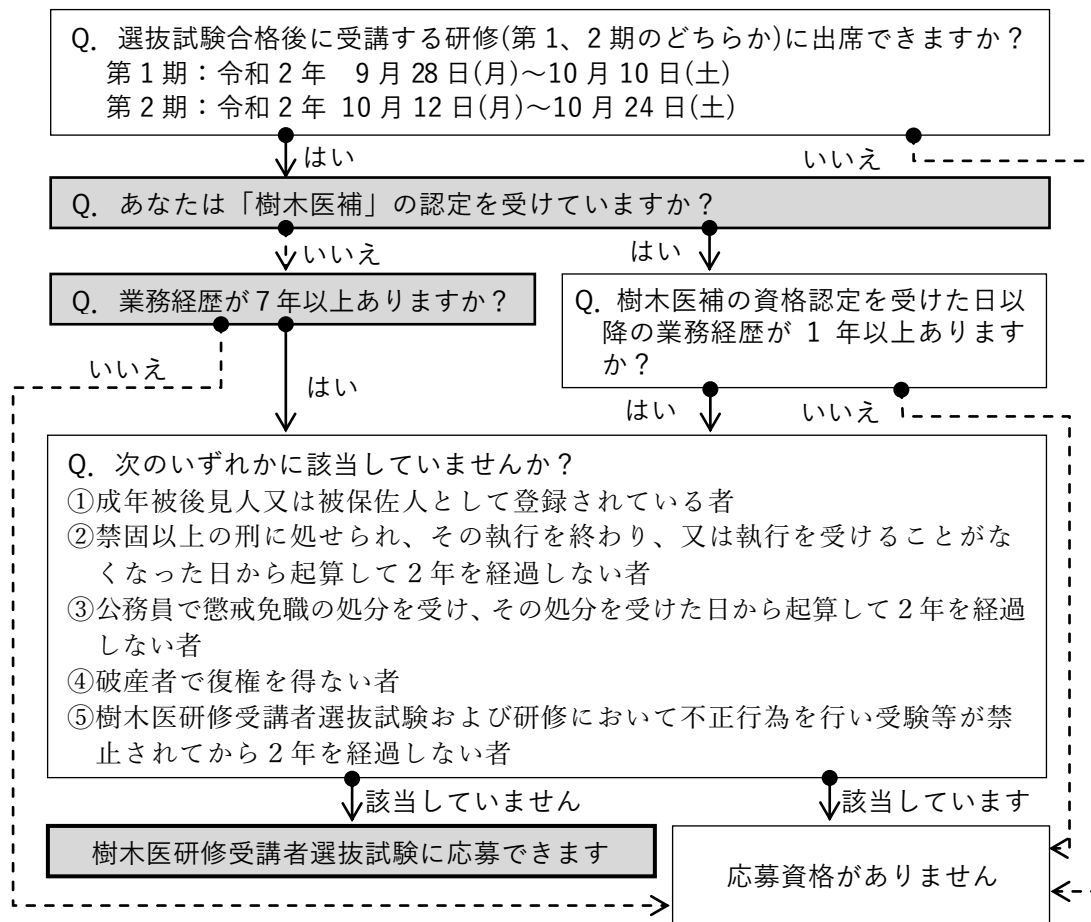 Q. 選抜試験合格後に受講する研修(第1、2期のどちらか)に出席できますか？
第1期：令和2年　9月28日(月)～10月10日(土)
第2期：令和2年 10月12日(月)～10月24日(土)
はい
いいえ
Q. あなたは「樹木医補」の認定を受けていますか？
いいえ
はい
Q. 業務経歴が7年以上ありますか？
Q. 樹木医補の資格認定を受けた日以
降の業務経歴が 1 年以上あります
か？
いいえ
はい
はい
いいえ
Q. 次のいずれかに該当していませんか？
①成年被後見人又は被保佐人として登録されている者
②禁固以上の刑に処せられ、その執行を終わり、又は執行を受けることがな
くなった日から起算して２年を経過しない者
③公務員で懲戒免職の処分を受け、その処分を受けた日から起算して２年を経過
しない者
④破産者で復権を得ない者
⑤樹木医研修受講者選抜試験および研修において不正行為を行い受験等が禁
止されてから２年を経過しない者
該当していません
該当しています
樹木医研修受講者選抜試験に応募できます
応募資格がありません